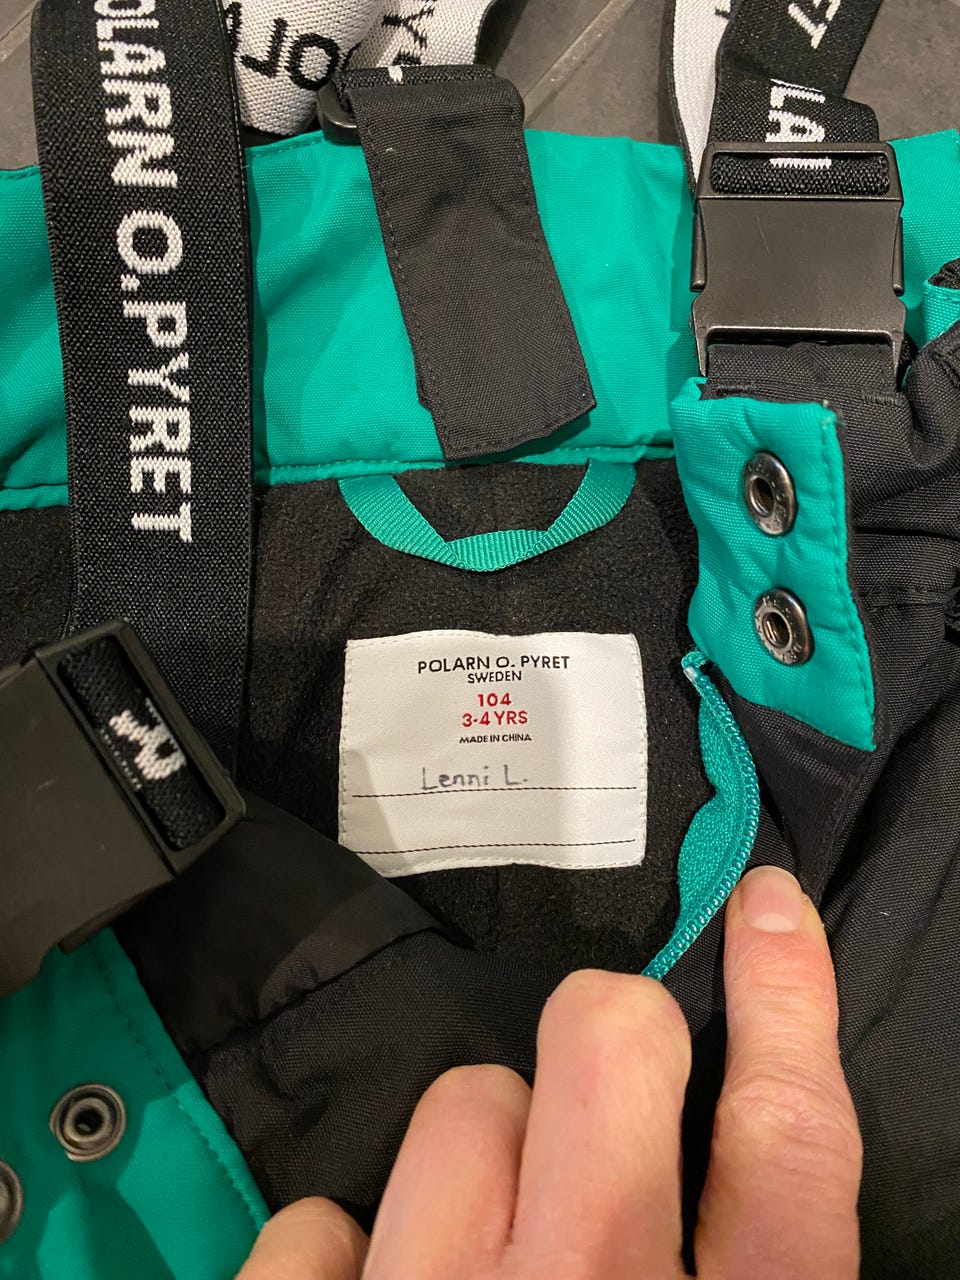 POLARN O.PYRET
POLARN O. PYRET
SWEDEN
104
3-4 YRS
MADE IN CHINA
Lenni L.